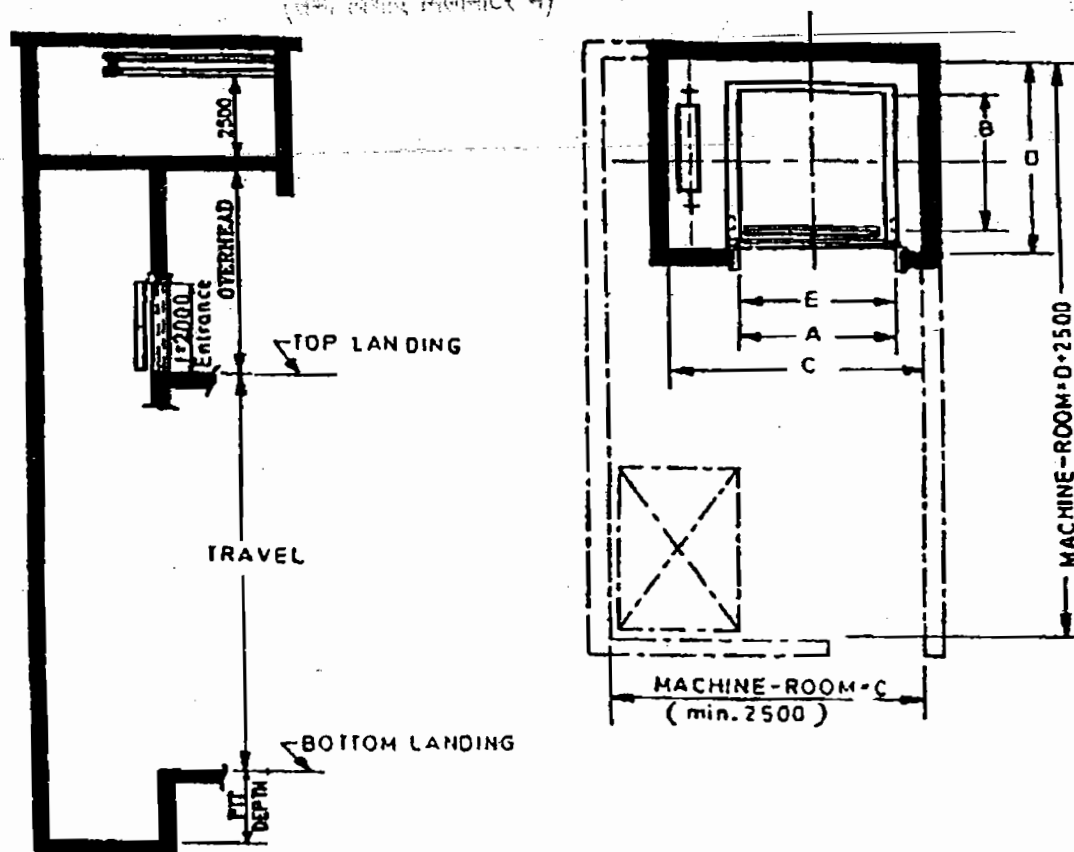 2500
OVERHEAD
f=2000
Entrance
TOP LANDING
TRAVEL
BOTTOM LANDING
PIT
DEPTH
B
D
E
A
C
MACHINE-ROOM=D+2500
MACHINE-ROOM=C
(min. 2500)